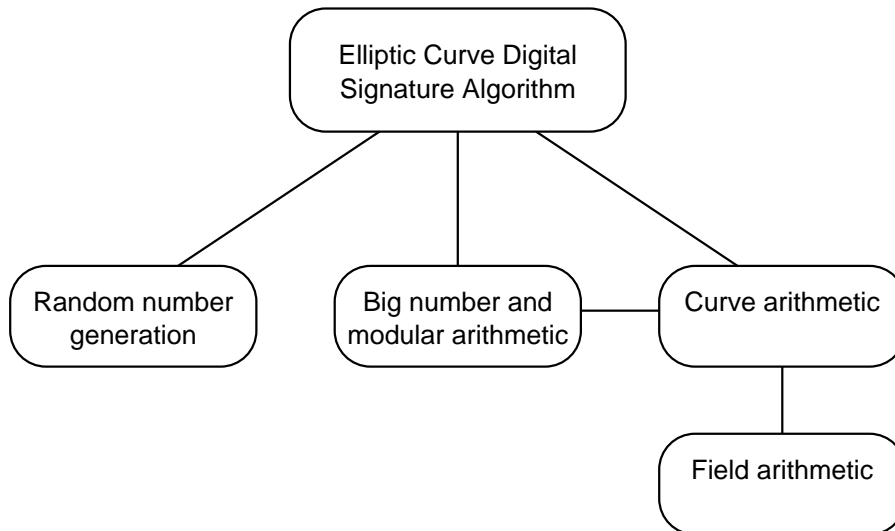 Elliptic Curve Digital
Signature Algorithm
Random number
generation
Big number and
modular arithmetic
Curve arithmetic
Field arithmetic